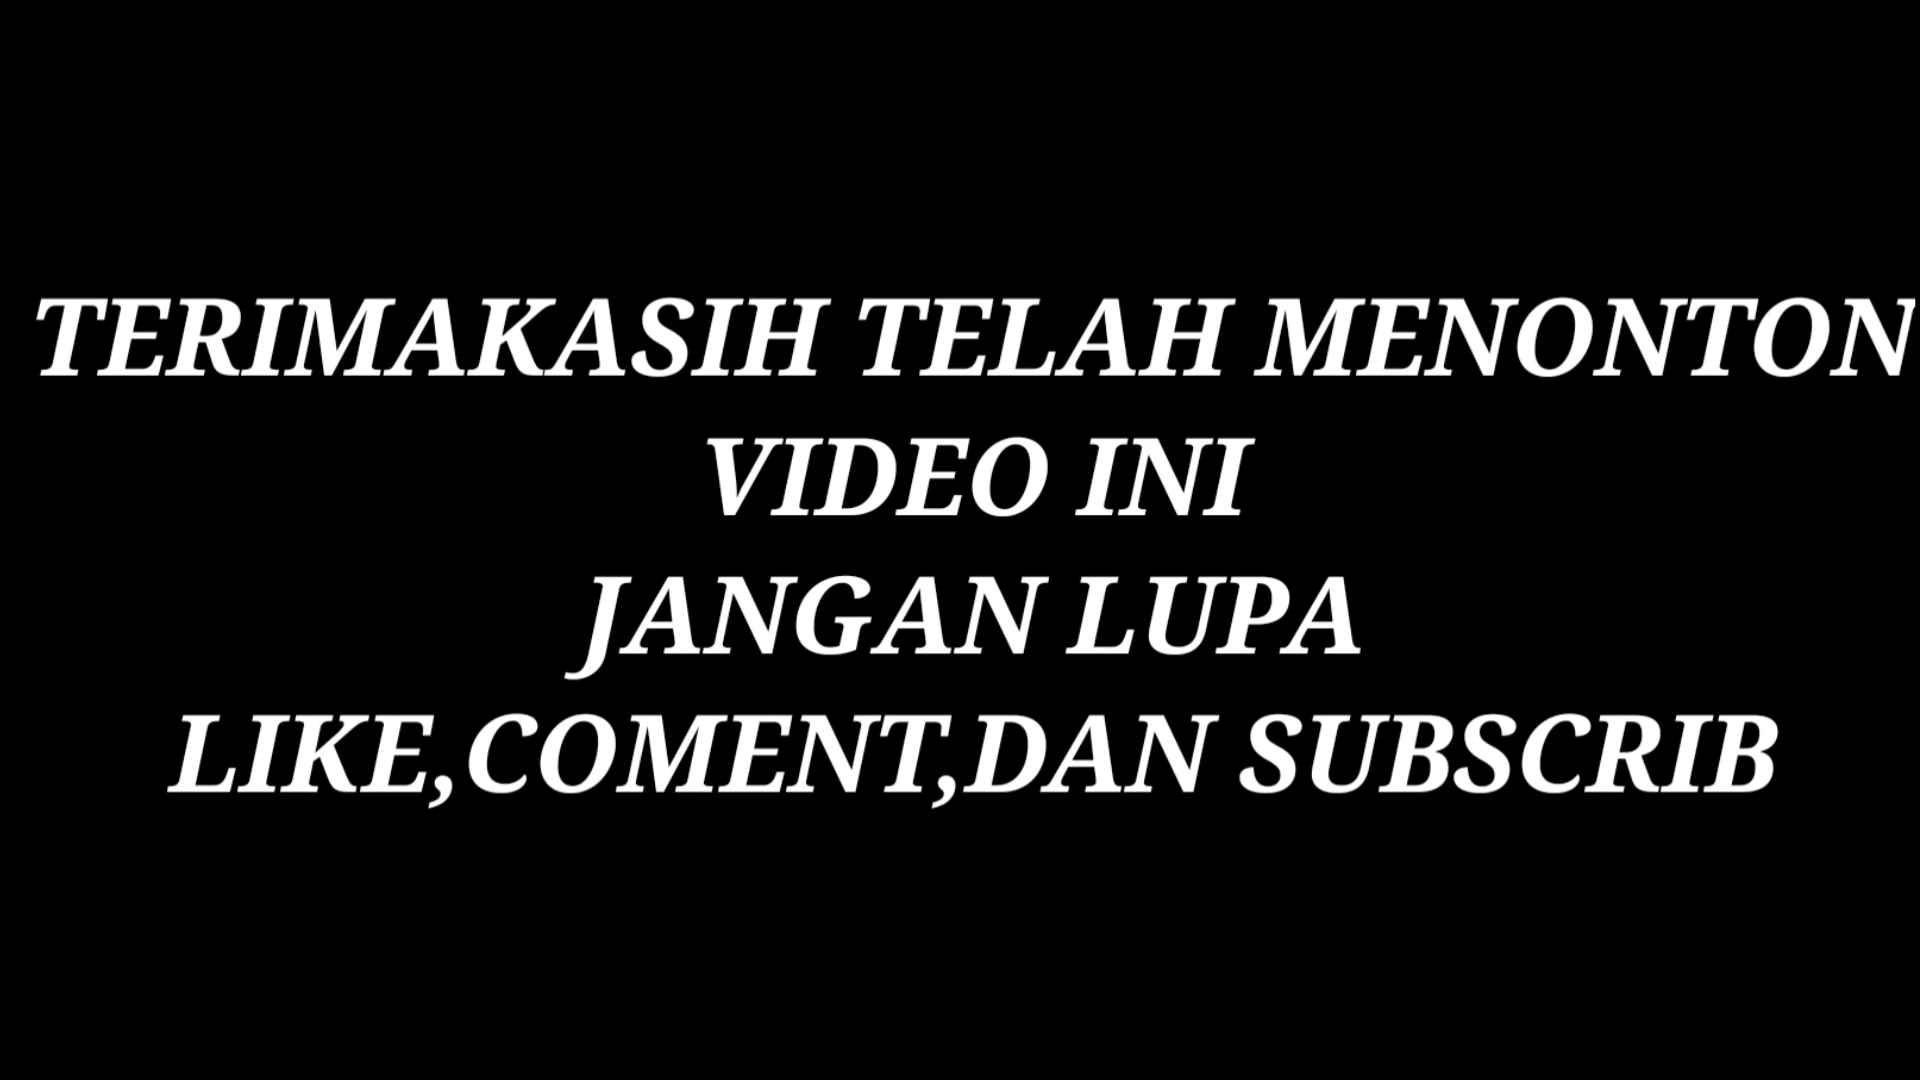 TERIMAKASIH TELAH MENONTON
VIDEO INI
JANGAN LUPA
LIKE,COMENT,DAN SUBSCRIB